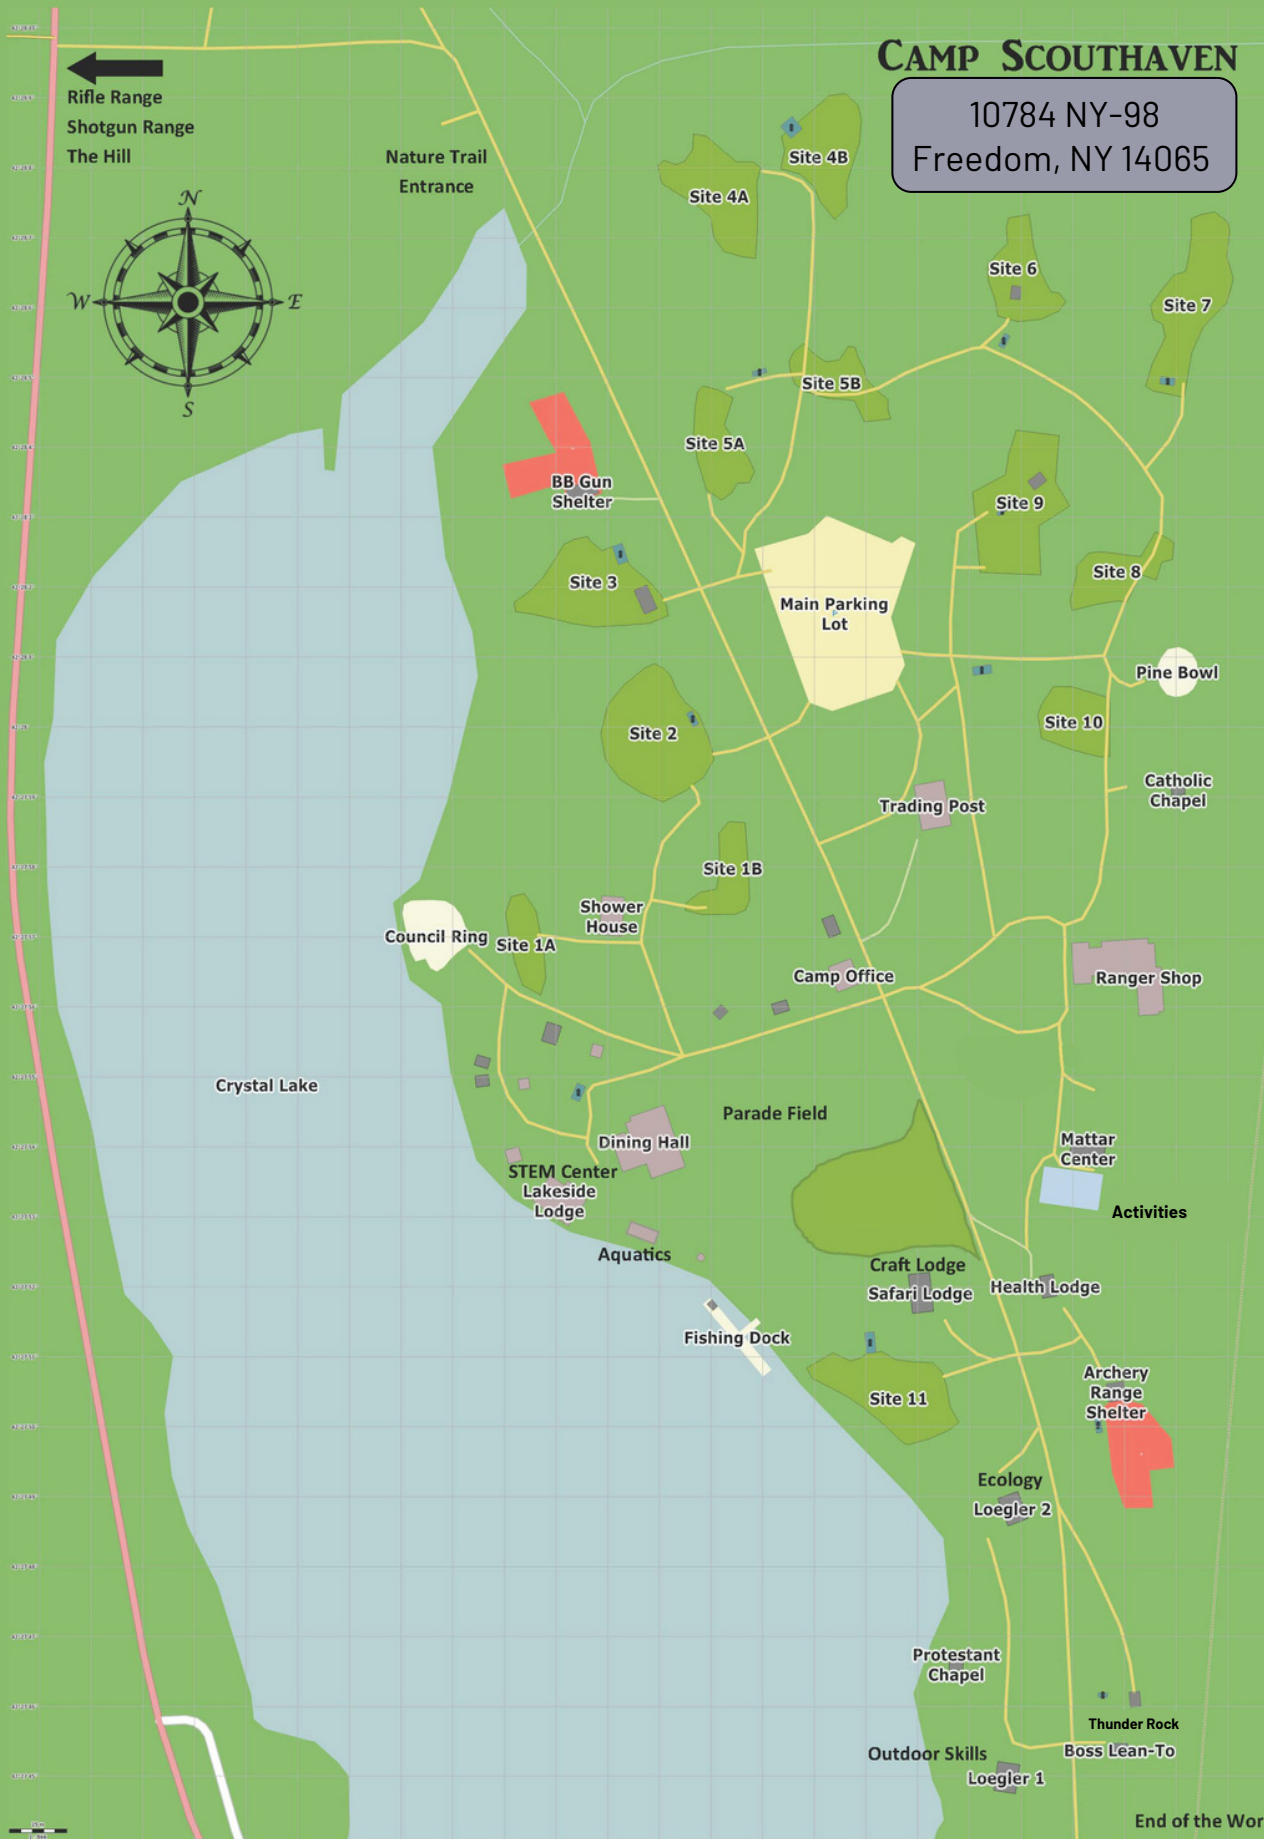 CAMP SCOUTHAVEN
10784 NY-98
Freedom, NY 14065
Rifle Range
Shotgun Range
The Hill
N
W
E
S
Nature Trail
Entrance
Site 4B
Site 4A
Site 6
Site 7
Site 5B
Site 5A
BB Gun
Shelter
Site 9
Site 3
Site 8
Main Parking
Lot
Pine Bowl
Site 2
Site 10
Catholic
Chapel
Trading Post
Site 1B
Shower
House
Council Ring
Site 1A
Camp Office
Ranger Shop
Crystal Lake
Parade Field
Dining Hall
Mattar
Center
STEM Center
Lakeside
Lodge
Activities
Aquatics
Craft Lodge
Safari Lodge
Health Lodge
Fishing Dock
Site 11
Archery
Range
Shelter
Ecology
Loegler 2
Protestant
Chapel
Thunder Rock
Boss Lean-To
Outdoor Skills
Loegler 1
End of the Wor